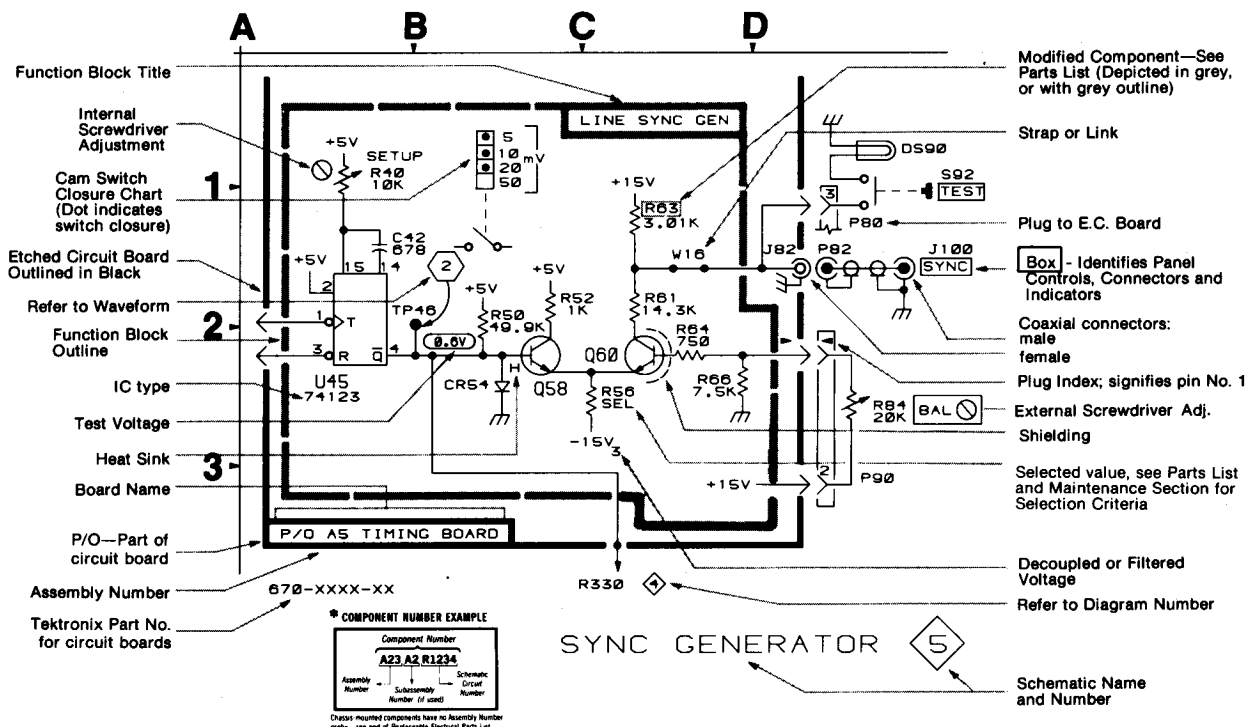 A B C D
Function Block Title
Internal
Screwdriver
Adjustment
Cam Switch
Closure Chart
(Dot indicates
switch closure)
Etched Circuit Board
Outlined in Black
Refer to Waveform
Function Block
Outline
IC type
Test Voltage
Heat Sink
Board Name
P/O—Part of
circuit board
Assembly Number
Tektronix Part No.
for circuit boards
1
2
3
LINE SYNC GEN
+5V
SETUP
R40
10K
5
10
20
50
mV
C42
678
+5V
15 14
2
1
T
3
R
Q
4
U45
74123
2
TP46
0.6V
+5V
R50
49.9K
CR54
H
+5V
R52
1K
Q58
Q60
R56
SEL
-15V
3
+15V
R63
3.01K
W16
R61
14.3K
R64
750
R66
7.5K
+15V
J82
P82
3
P80
DS90
S92
TEST
J100
SYNC
1
R84
20K
BAL
2
P90
P/O A5 TIMING BOARD
670-XXXX-XX
R330
4
SYNC GENERATOR
5
* COMPONENT NUMBER EXAMPLE
Component Number
A23 A2 R1234
Assembly
Number
Subassembly
Number (if used)
Schematic
Circuit
Number
Chassis mounted components have no Assembly Number
Modified Component—See
Parts List (Depicted in grey,
or with grey outline)
Strap or Link
Plug to E.C. Board
Box - Identifies Panel
Controls, Connectors and
Indicators
Coaxial connectors:
male
female
Plug Index; signifies pin No. 1
External Screwdriver Adj.
Shielding
Selected value, see Parts List
and Maintenance Section for
Selection Criteria
Decoupled or Filtered
Voltage
Refer to Diagram Number
Schematic Name
and Number